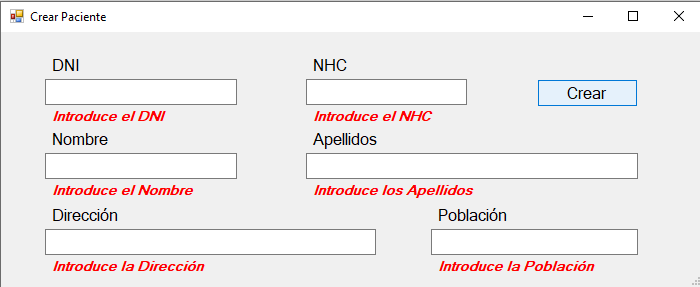 Crear Paciente
DNI NHC
Crear
Introduce el DNI Introduce el NHC
Nombre Apellidos
Introduce el Nombre Introduce los Apellidos
Dirección Población
Introduce la Dirección Introduce la Población